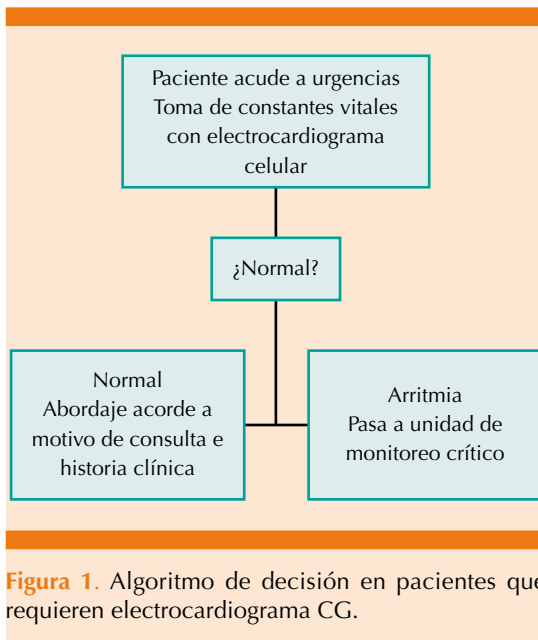 Paciente acude a urgencias
Toma de constantes vitales
con electrocardiograma
celular
¿Normal?
Normal
Abordaje acorde a
motivo de consulta e
historia clínica
Arritmia
Pasa a unidad de
monitoreo crítico
Figura 1. Algoritmo de decisión en pacientes que
requieren electrocardiograma CG.